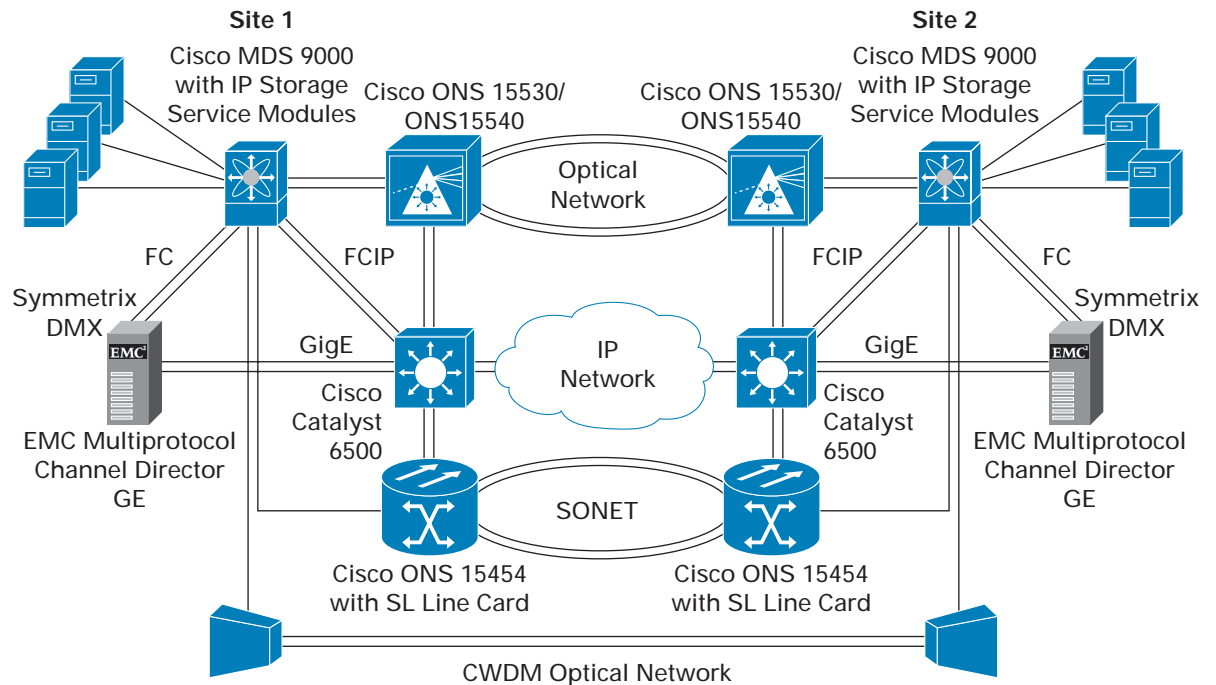 Site 1
Cisco MDS 9000
with IP Storage
Service Modules
Cisco ONS 15530/
ONS15540
Cisco ONS 15530/
ONS15540
Site 2
Cisco MDS 9000
with IP Storage
Service Modules
Optical
Network
FC
FCIP
FCIP
FC
Symmetrix
DMX
EMC²
GigE
IP
Network
GigE
Symmetrix
DMX
EMC²
Cisco
Catalyst
6500
Cisco
Catalyst
6500
EMC Multiprotocol
Channel Director
GE
EMC Multiprotocol
Channel Director
GE
SONET
Cisco ONS 15454
with SL Line Card
Cisco ONS 15454
with SL Line Card
CWDM Optical Network